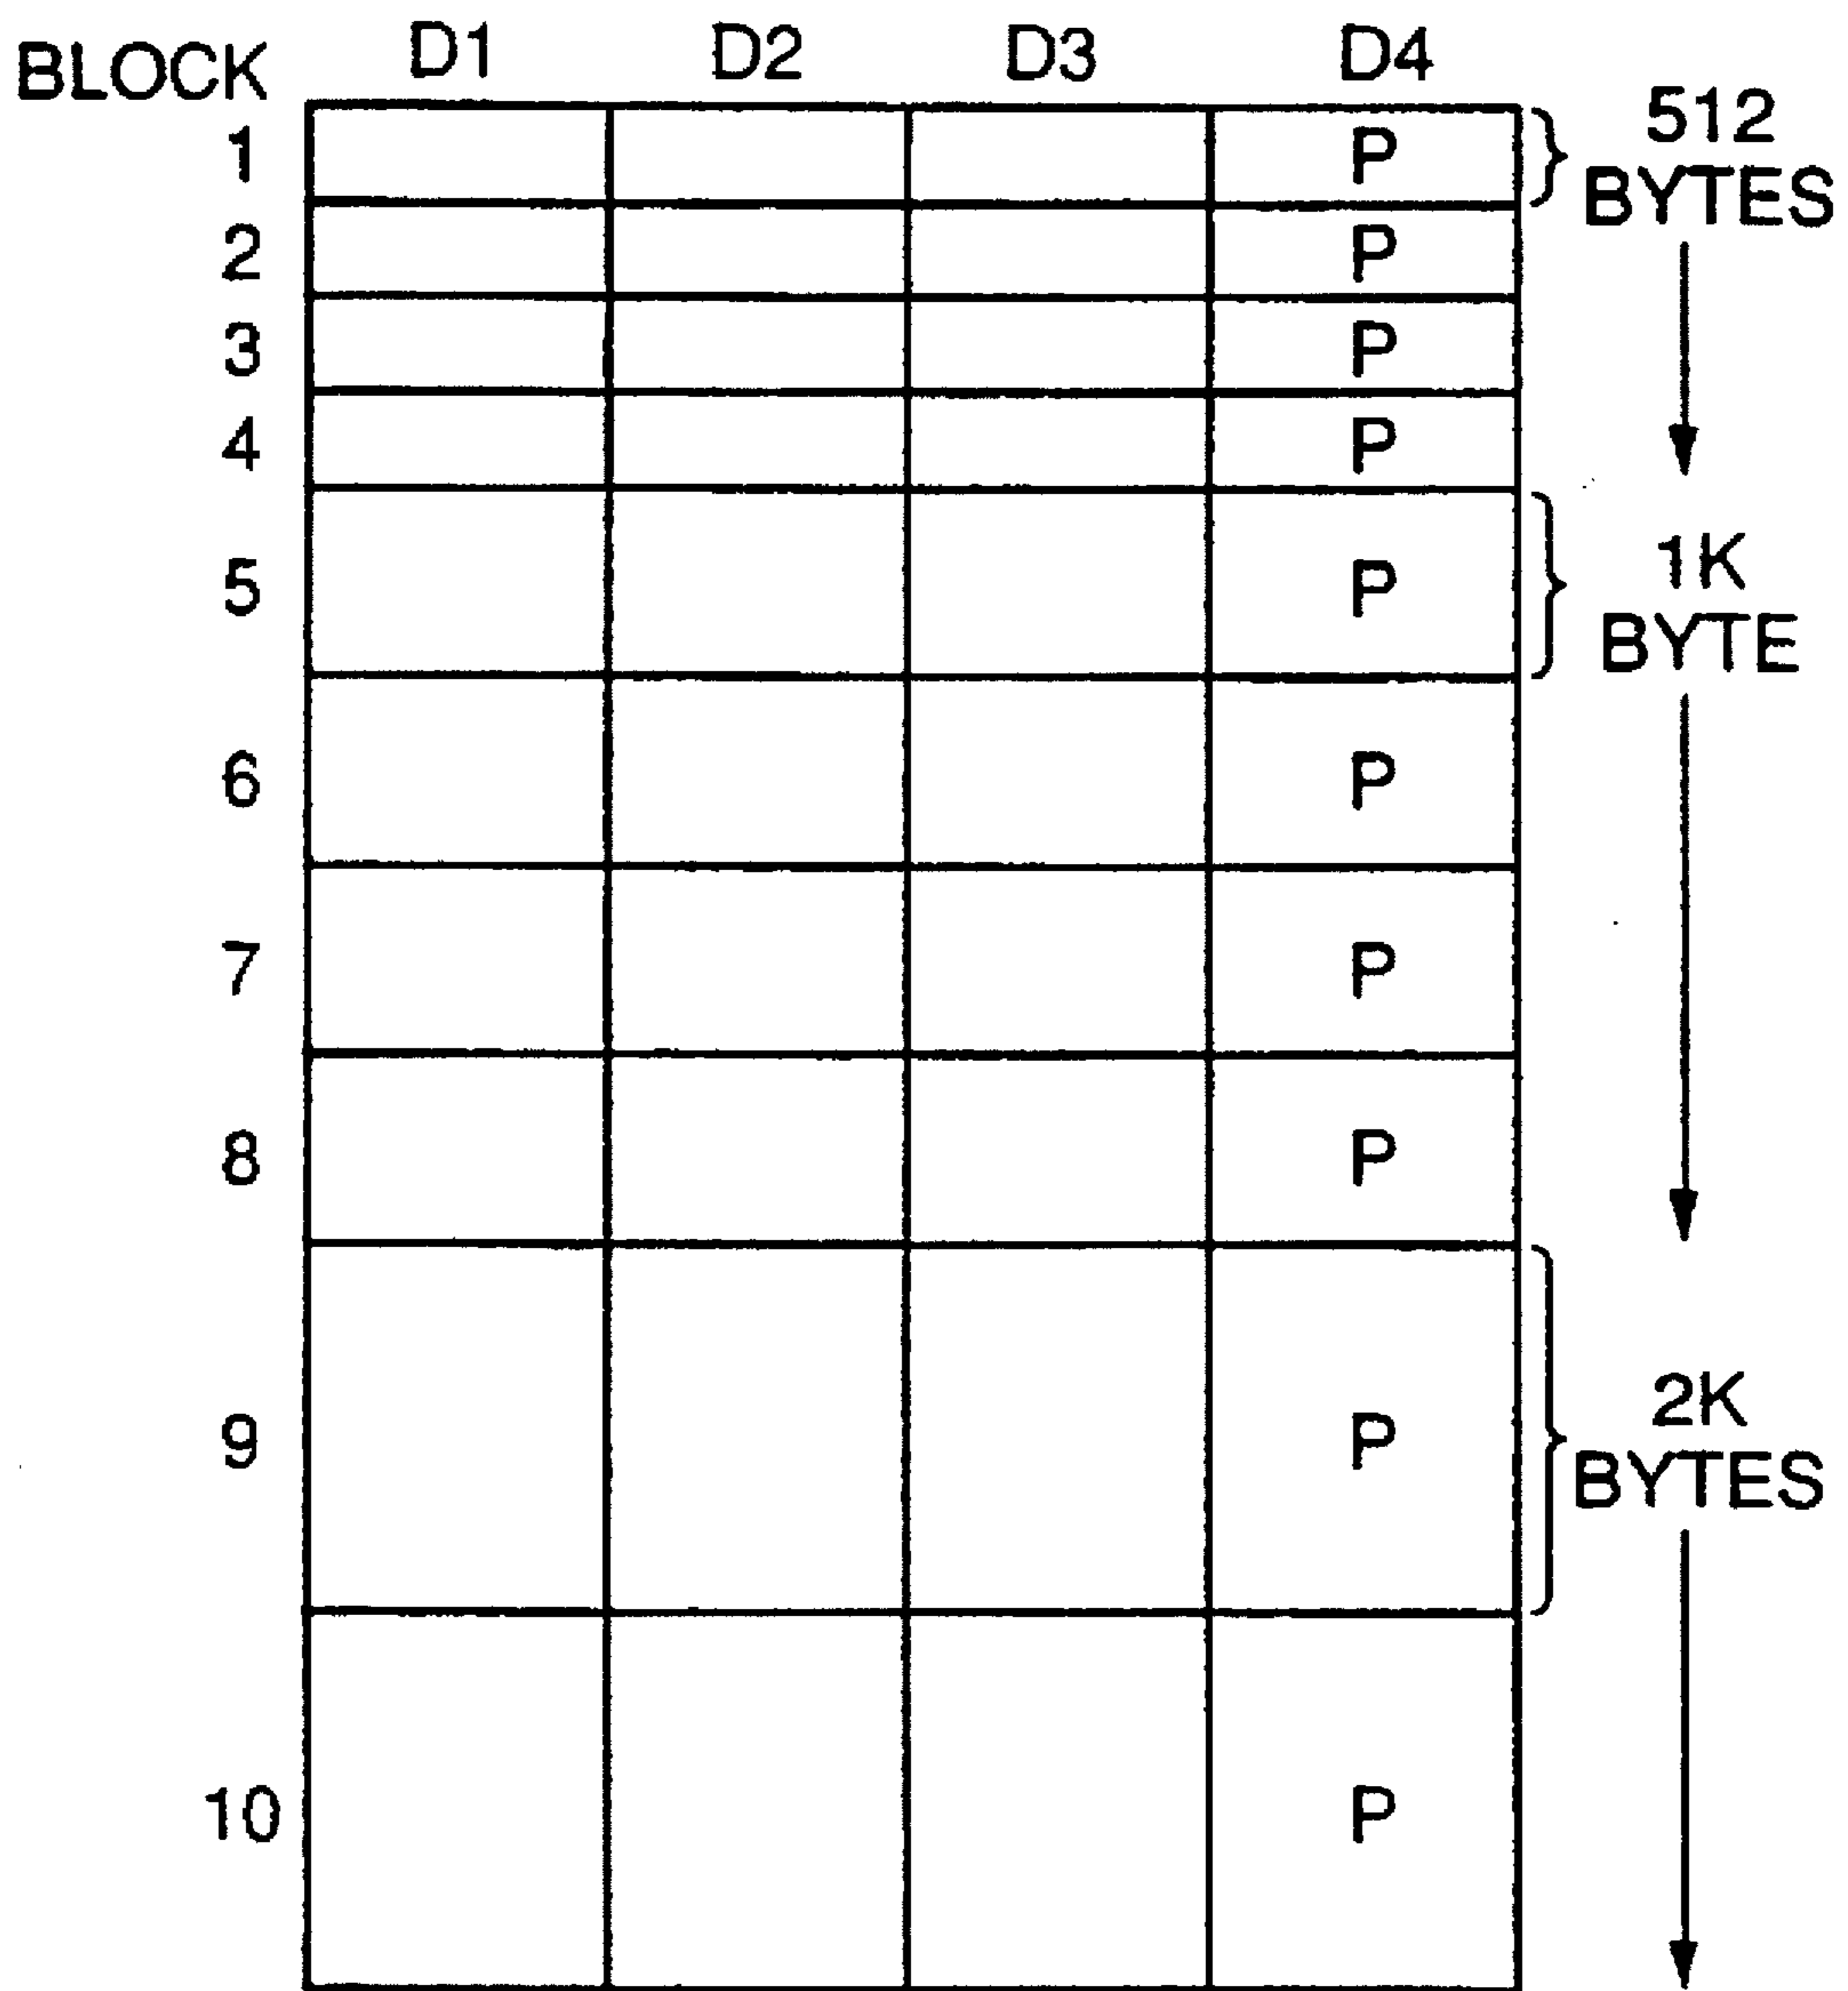 BLOCK D1 D2 D3 D4
1 P 512 BYTES
2 P
3 P
4 P
5 P 1K BYTE
6 P
7 P
8 P
9 P 2K BYTES
10 P